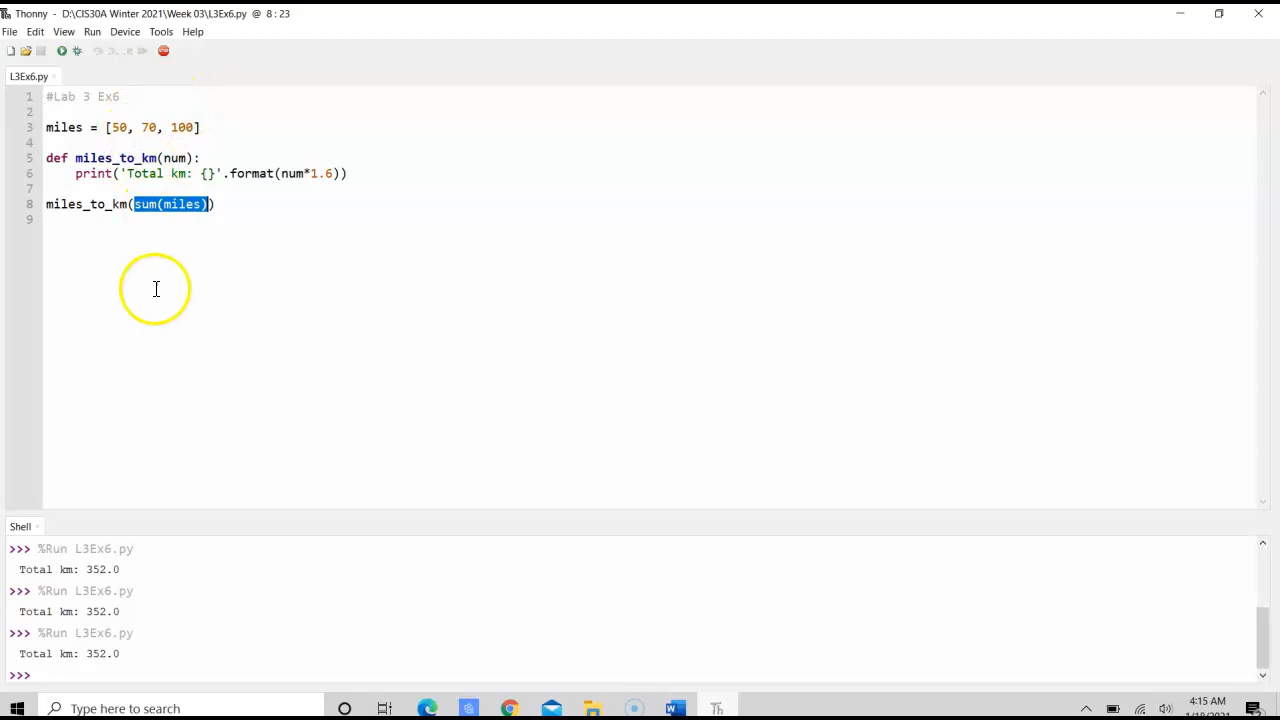 Thonny - D:\CIS30A Winter 2021\Week 03\L3Ex6.py @ 8 : 23
File Edit View Run Device Tools Help
L3Ex6.py
1 #Lab 3 Ex6
2
3 miles = [50, 70, 100]
4
5 def miles_to_km(num):
6 print('Total km: {}'.format(num*1.6))
7
8 miles_to_km(sum(miles))
9
Shell
>>> %Run L3Ex6.py
Total km: 352.0
>>> %Run L3Ex6.py
Total km: 352.0
>>> %Run L3Ex6.py
Total km: 352.0
>>>
Type here to search
4:15 AM
1/18/2021